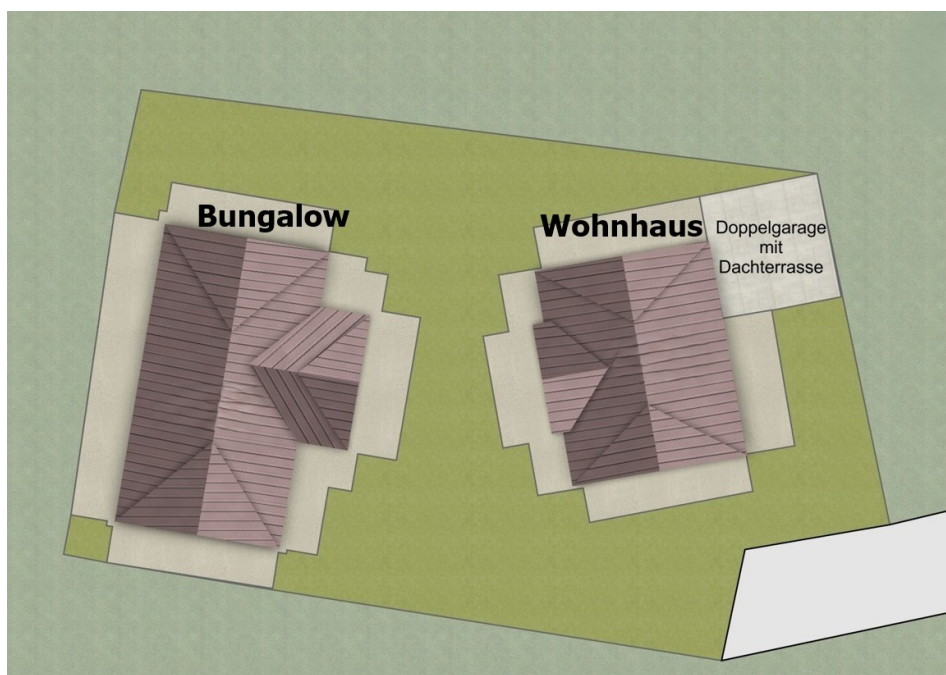 Bungalow
Wohnhaus
Doppelgarage
mit
Dachterrasse